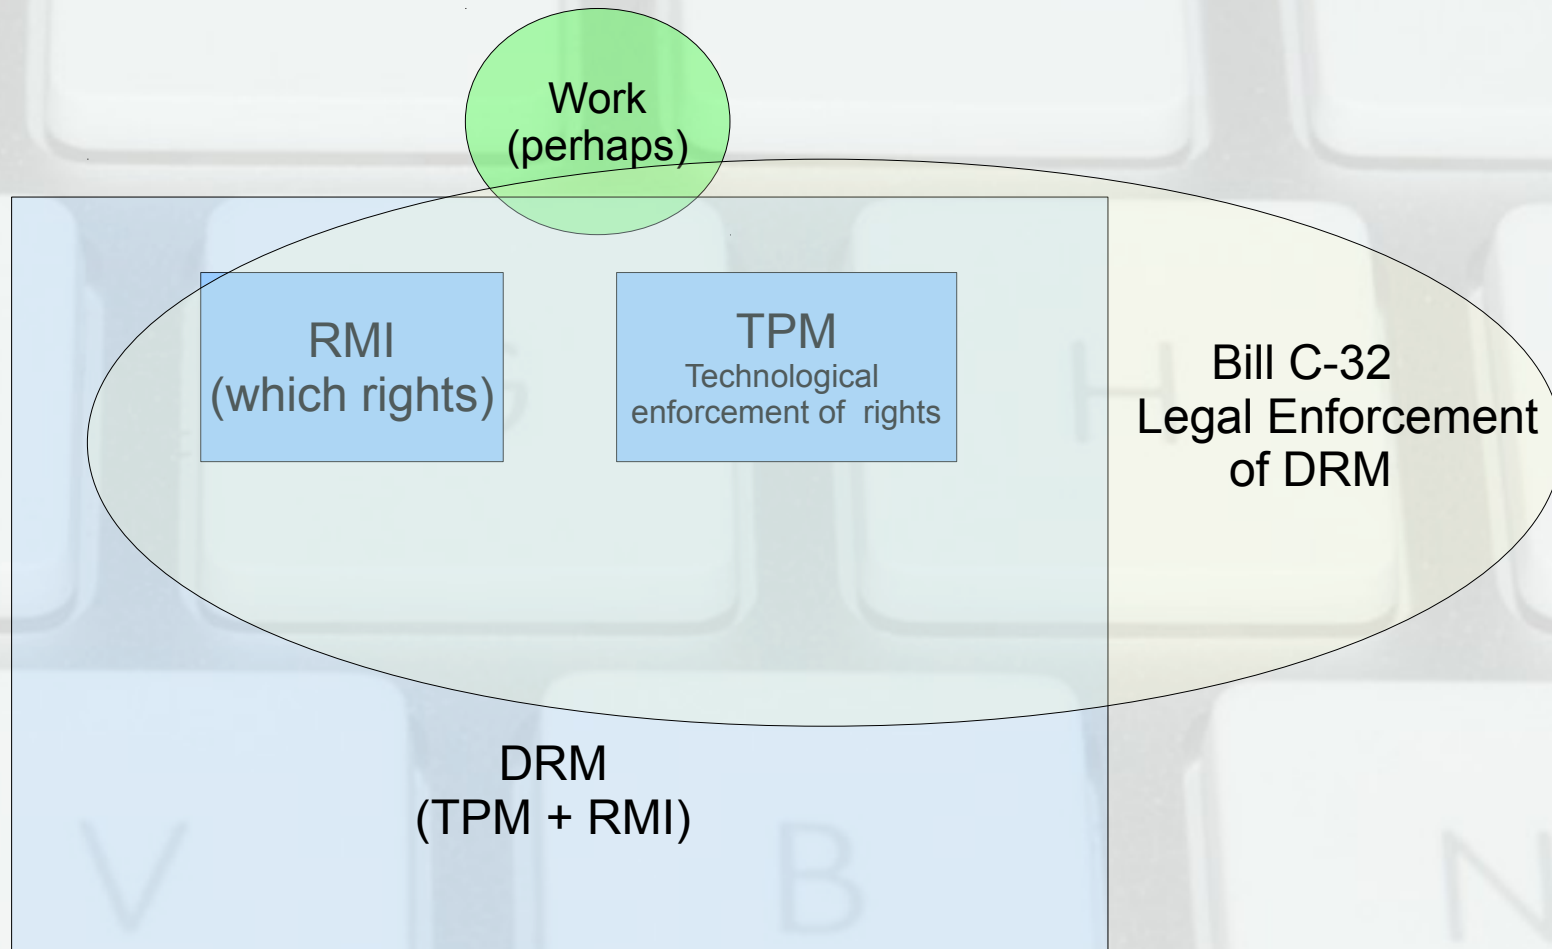 Work
(perhaps)
RMI
(which rights)
TPM
Technological
enforcement of rights
Bill C-32
Legal Enforcement
of DRM
DRM
(TPM + RMI)
G
H
V
B
N